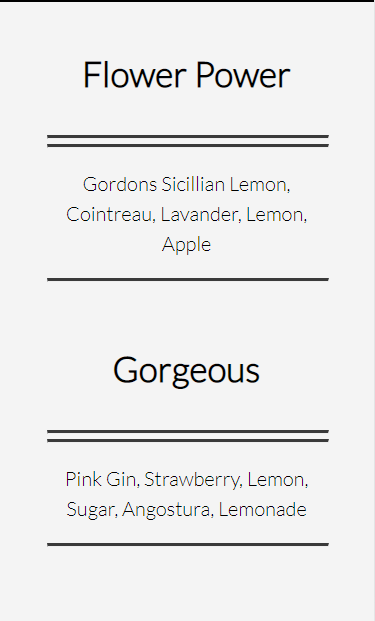 Flower Power
Gordons Sicillian Lemon,
Cointreau, Lavander, Lemon,
Apple
Gorgeous
Pink Gin, Strawberry, Lemon,
Sugar, Angostura, Lemonade